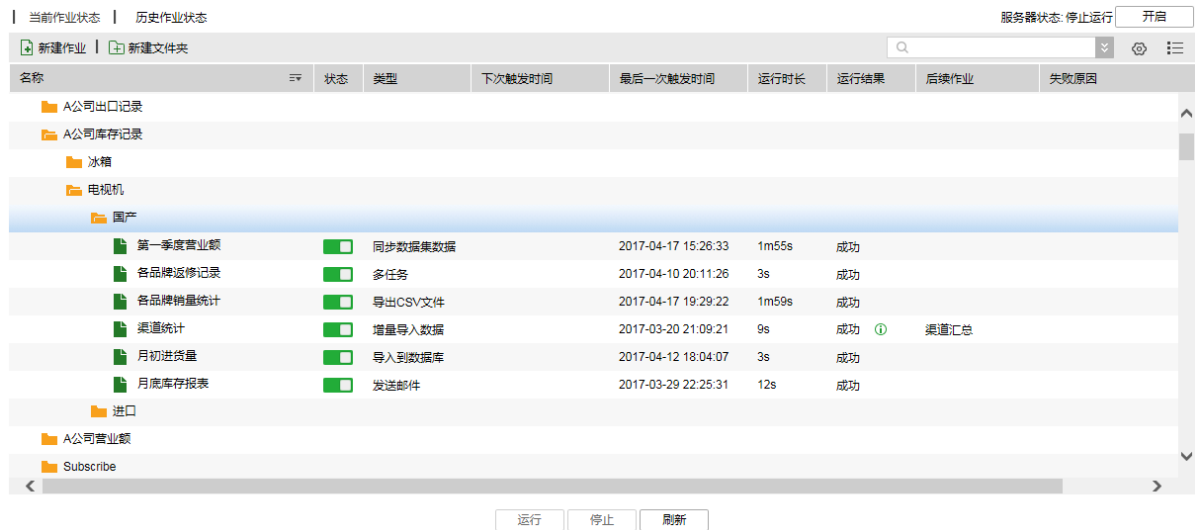 当前作业状态 历史作业状态 服务器状态: 停止运行 开启
新建作业 新建文件夹
名称 状态 类型 下次触发时间 最后一次触发时间 运行时长 运行结果 后续作业 失败原因
A公司出口记录
A公司库存记录
冰箱
电视机
国产
第一季度营业额 同步数据集数据 2017-04-17 15:26:33 1m55s 成功
各品牌返修记录 多任务 2017-04-10 20:11:26 3s 成功
各品牌销量统计 导出CSV文件 2017-04-17 19:29:22 1m59s 成功
渠道统计 增量导入数据 2017-03-20 21:09:21 9s 成功 渠道汇总
月初进货量 导入到数据库 2017-04-12 18:04:07 3s 成功
月底库存报表 发送邮件 2017-03-29 22:25:31 12s 成功
进口
A公司营业额
Subscribe
运行 停止 刷新